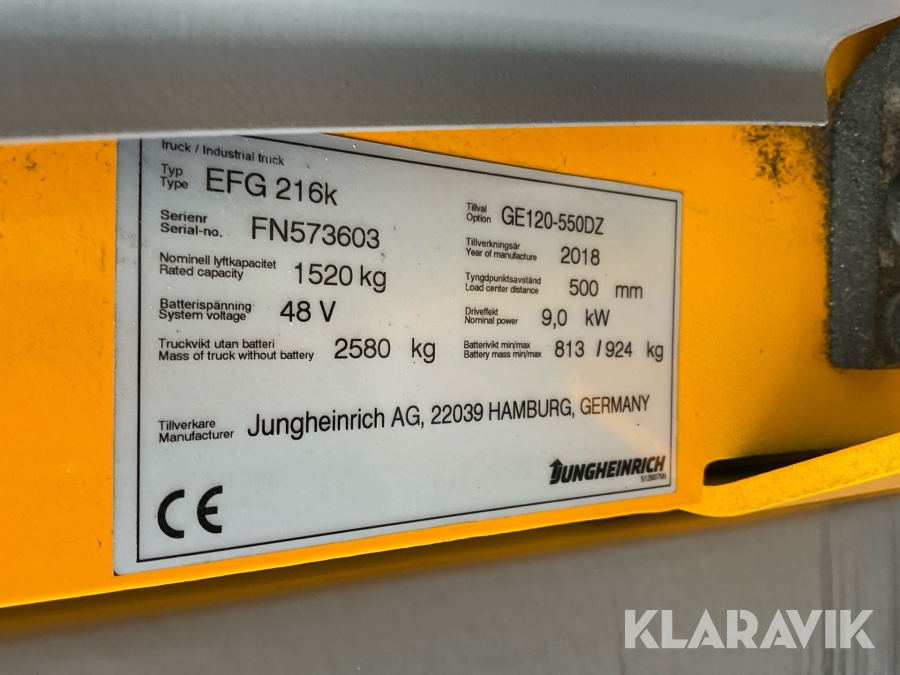 truck / Industrial truck
Typ
Type EFG 216k
Tillval
Option GE120-550DZ
Serienr
Serial-no. FN573603
Tillverkningsår
Year of manufacture 2018
Nominell lyftkapacitet
Rated capacity 1520 kg
Tyngdpunktsavstånd
Load center distance 500 mm
Batterispänning
System voltage 48 V
Driveffekt
Nominal power 9,0 kW
Truckvikt utan batteri
Mass of truck without battery 2580 kg
Batterivikt min/max
Battery mass min/max 813 / 924 kg
Tillverkare
Manufacturer Jungheinrich AG, 22039 HAMBURG, GERMANY
JUNGHEINRICH
CE
KLARAVIK